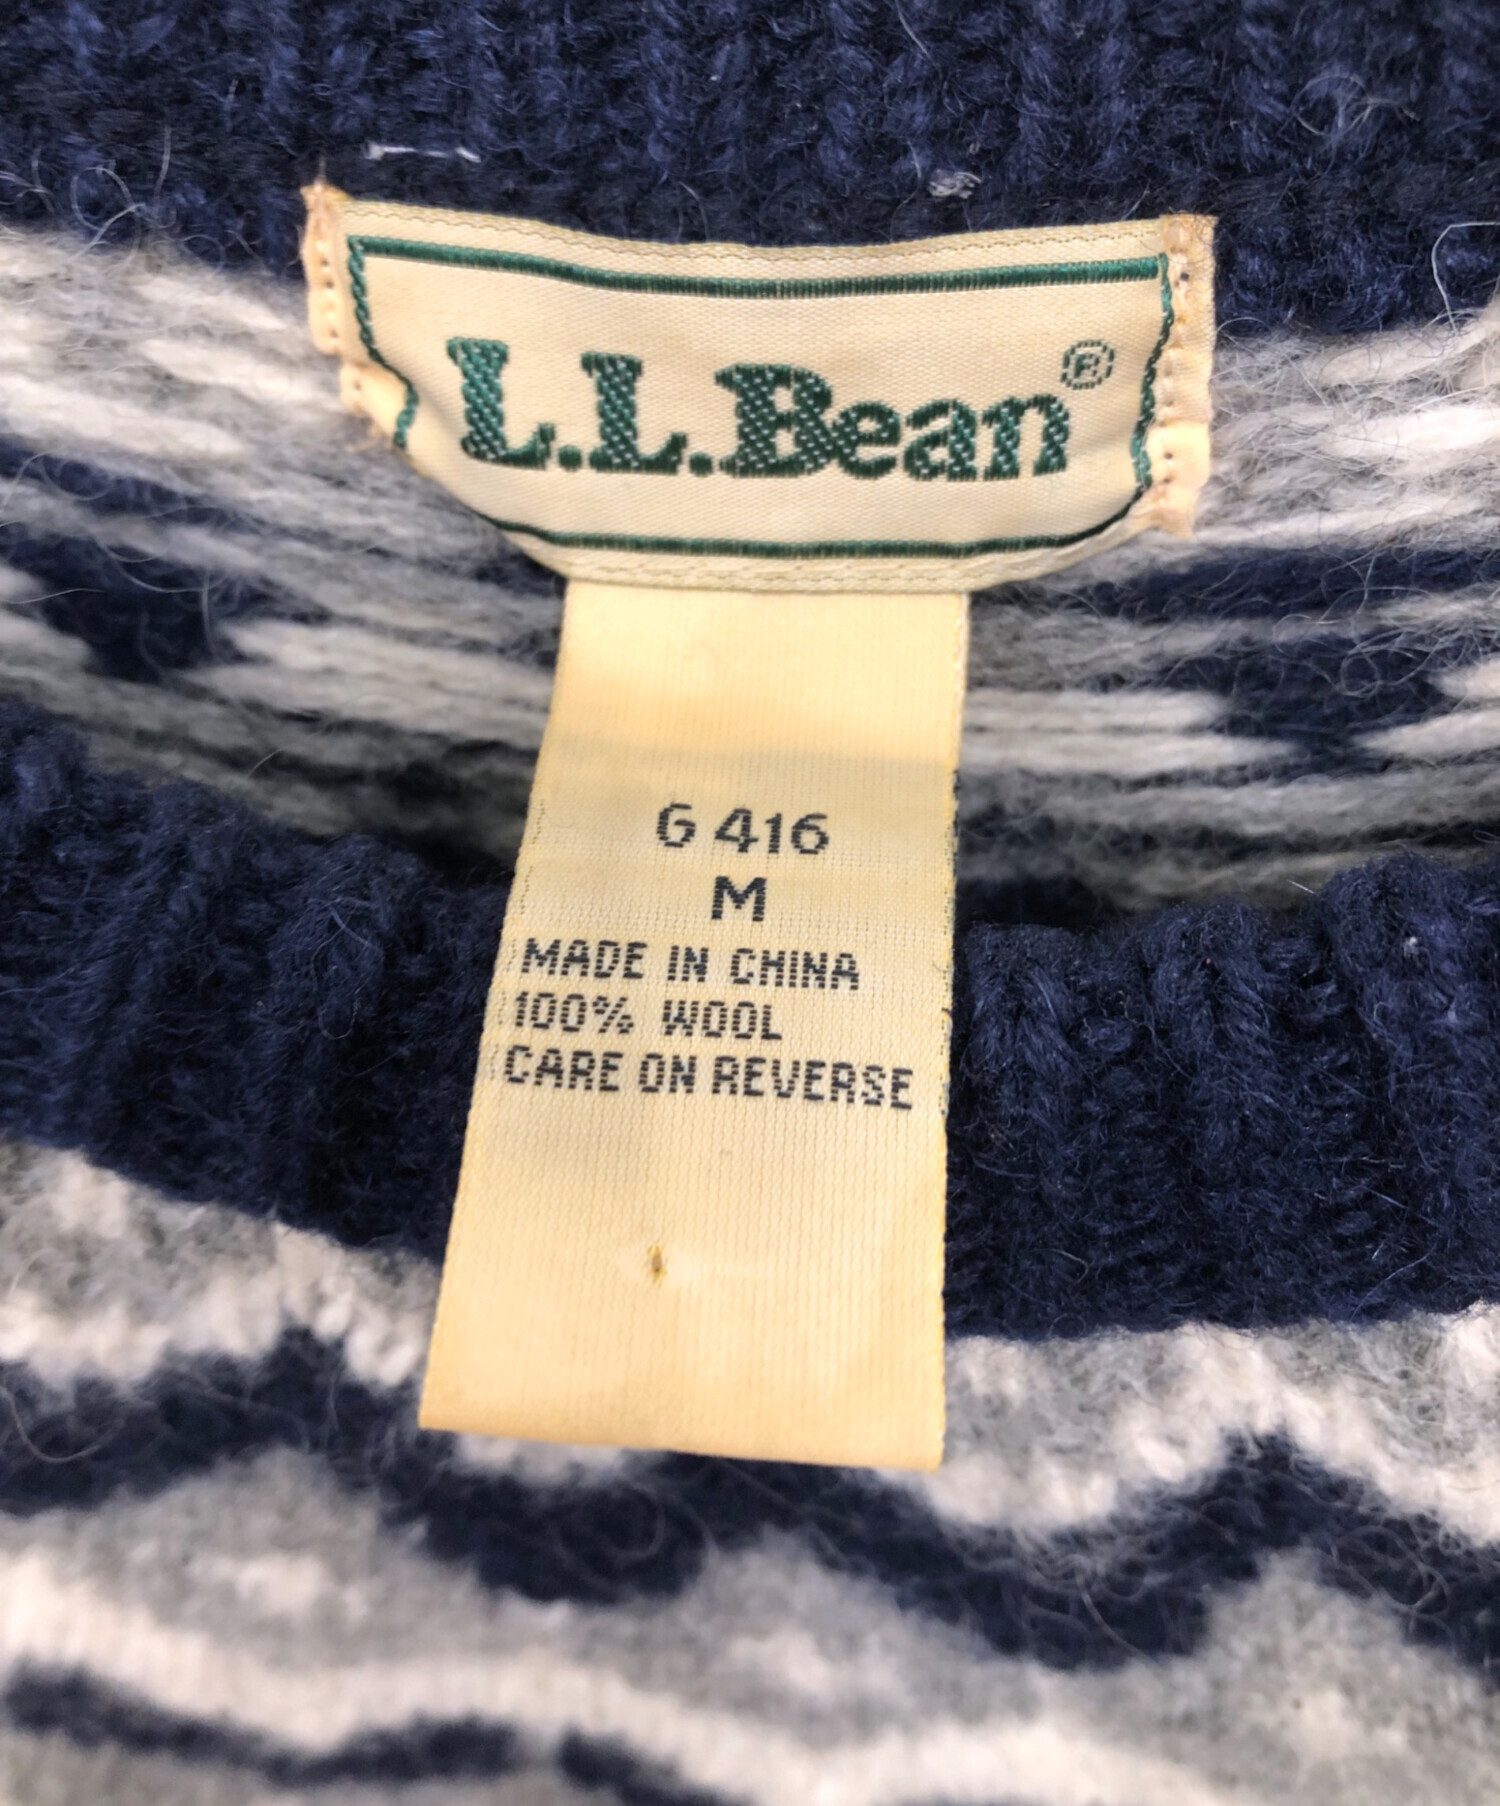 L.L.Bean®
G 416
M
MADE IN CHINA
100% WOOL
CARE ON REVERSE